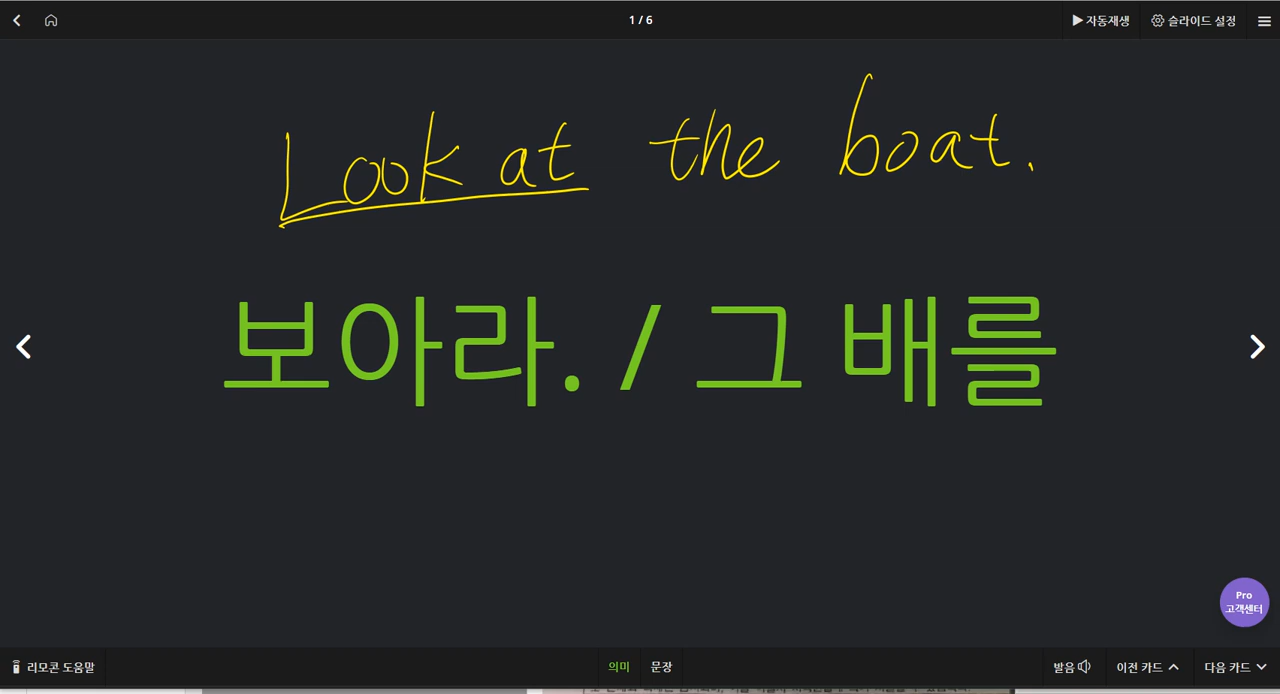 1 / 6
자동재생
슬라이드 설정
Look at the boat.
보아라. / 그 배를
Pro
고객센터
리모콘 도움말
의미
문장
발음
이전 카드
다음 카드